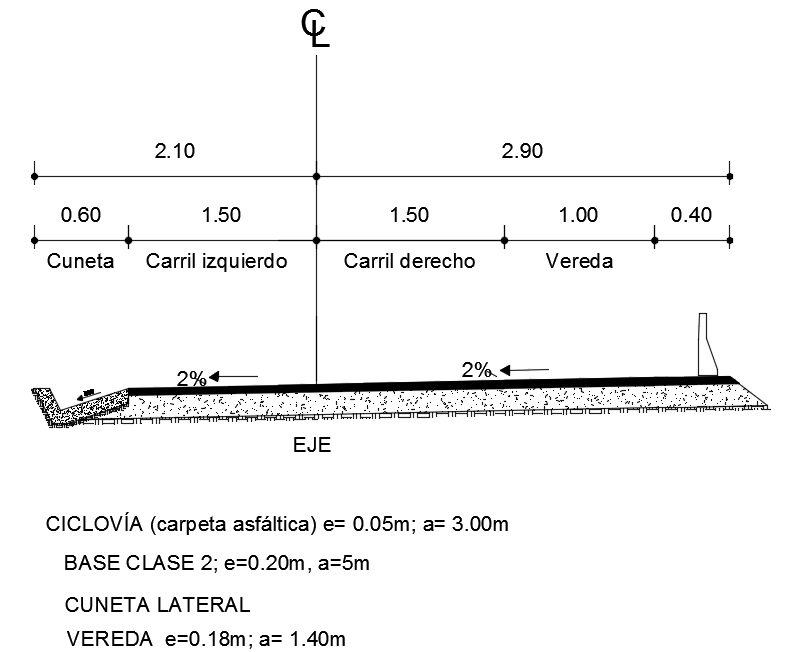 CL
2.10 2.90
0.60 1.50 1.50 1.00 0.40
Cuneta Carril izquierdo Carril derecho Vereda
2% 2%
EJE
CICLOVÍA (carpeta asfáltica) e= 0.05m; a= 3.00m
BASE CLASE 2; e=0.20m, a=5m
CUNETA LATERAL
VEREDA e=0.18m; a= 1.40m